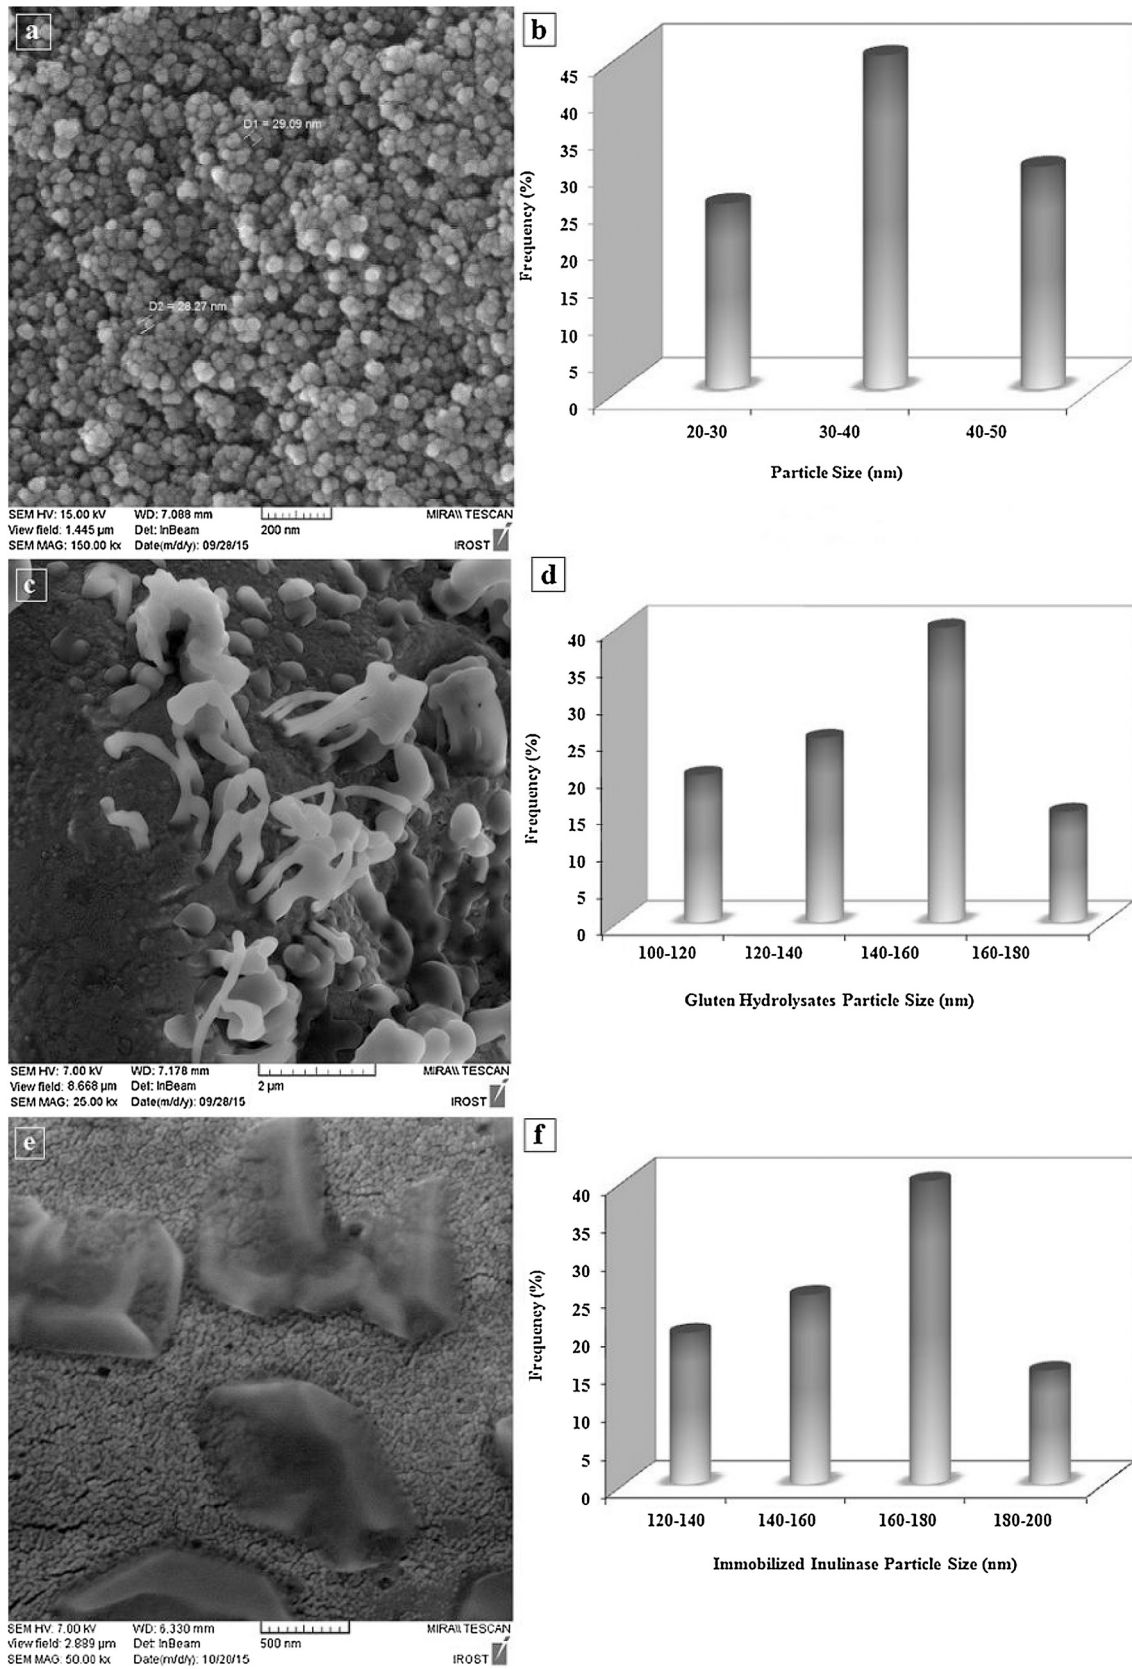 a
D1 = 29.09 nm
D2 = 28.27 nm
SEM HV: 15.00 kV WD: 7.088 mm MIRA\\ TESCAN
View field: 1.445 µm Det: InBeam 200 nm
SEM MAG: 150.00 kx Date(m/d/y): 09/28/15 IROST
b
Frequency (%)
45
40
35
30
25
20
15
10
5
0
20-30 30-40 40-50
Particle Size (nm)
c
SEM HV: 7.00 kV WD: 7.178 mm MIRA\\ TESCAN
View field: 8.668 µm Det: InBeam 2 µm
SEM MAG: 25.00 kx Date(m/d/y): 09/28/15 IROST
d
Frequency (%)
40
35
30
25
20
15
10
5
0
100-120 120-140 140-160 160-180
Gluten Hydrolysates Particle Size (nm)
e
SEM HV: 7.00 kV WD: 6.330 mm MIRA\\ TESCAN
View field: 2.889 µm Det: InBeam 500 nm
SEM MAG: 50.00 kx Date(m/d/y): 10/20/15 IROST
f
Frequency (%)
40
35
30
25
20
15
10
5
0
120-140 140-160 160-180 180-200
Immobilized Inulinase Particle Size (nm)